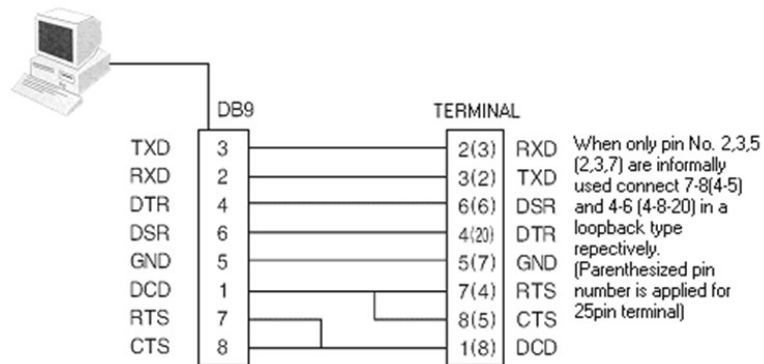 DB9 TERMINAL
TXD 3 2(3) RXD
RXD 2 3(2) TXD
DTR 4 6(6) DSR
DSR 6 4(20) DTR
GND 5 5(7) GND
DCD 1 7(4) RTS
RTS 7 8(5) CTS
CTS 8 1(8) DCD
When only pin No. 2,3,5
(2,3,7) are informally
used connect 7-8(4-5)
and 4-6 (4-8-20) in a
loopback type
repectively.
(Parenthesized pin
number is applied for
25pin terminal)